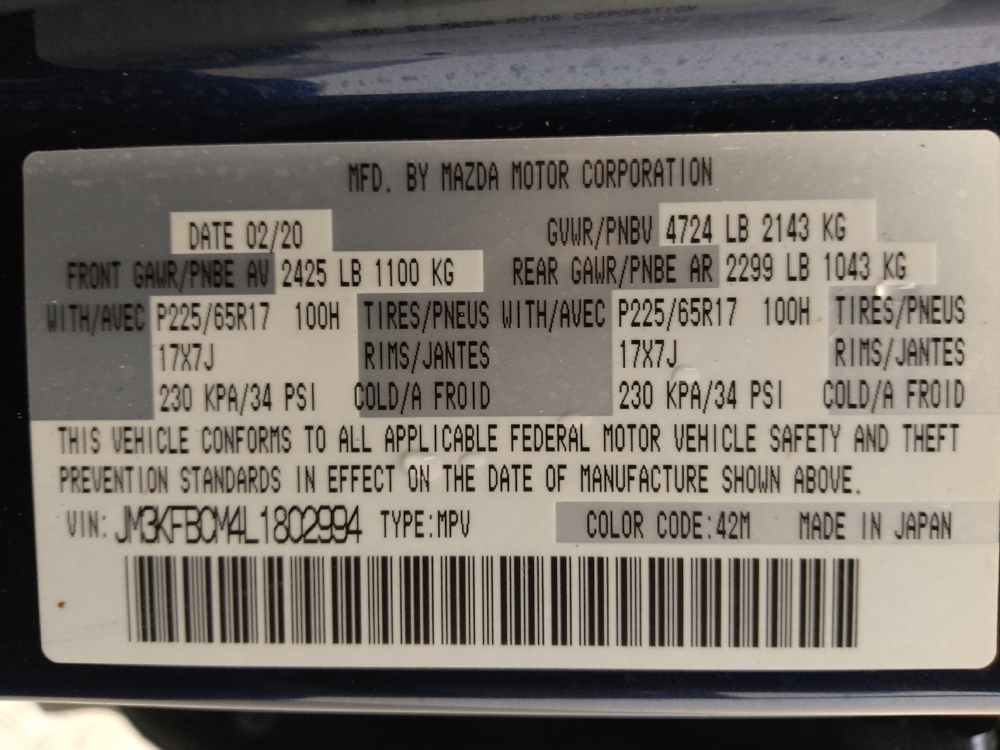 MFD. BY MAZDA MOTOR CORPORATION
MFD. BY MAZDA MOTOR CORPORATION
DATE 02/20 GVWR/PNBV 4724 LB 2143 KG
FRONT GAWR/PNBE AV 2425 LB 1100 KG REAR GAWR/PNBE AR 2299 LB 1043 KG
WITH/AVEC P225/65R17 100H TIRES/PNEUS WITH/AVEC P225/65R17 100H TIRES/PNEUS
17X7J RIMS/JANTES 17X7J RIMS/JANTES
230 KPA/34 PSI COLD/A FROID 230 KPA/34 PSI COLD/A FROID
THIS VEHICLE CONFORMS TO ALL APPLICABLE FEDERAL MOTOR VEHICLE SAFETY AND THEFT
PREVENTION STANDARDS IN EFFECT ON THE DATE OF MANUFACTURE SHOWN ABOVE.
VIN: JM3KFBCM4L1802994 TYPE:MPV COLOR CODE:42M MADE IN JAPAN